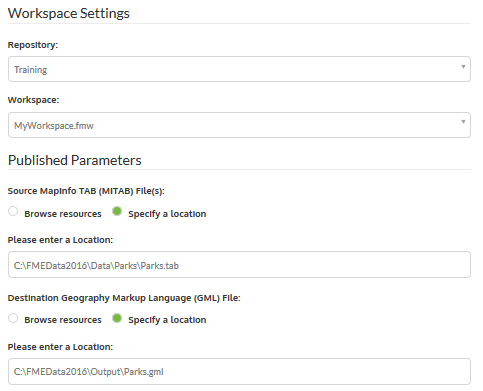 Workspace Settings
Repository:
Training
Workspace:
MyWorkspace.fmw
Published Parameters
Source MapInfo TAB (MITAB) File(s):
Browse resources Specify a location
Please enter a Location:
C:\FMEData2016\Data\Parks\Parks.tab
Destination Geography Markup Language (GML) File:
Browse resources Specify a location
Please enter a Location:
C:\FMEData2016\Output\Parks.gml